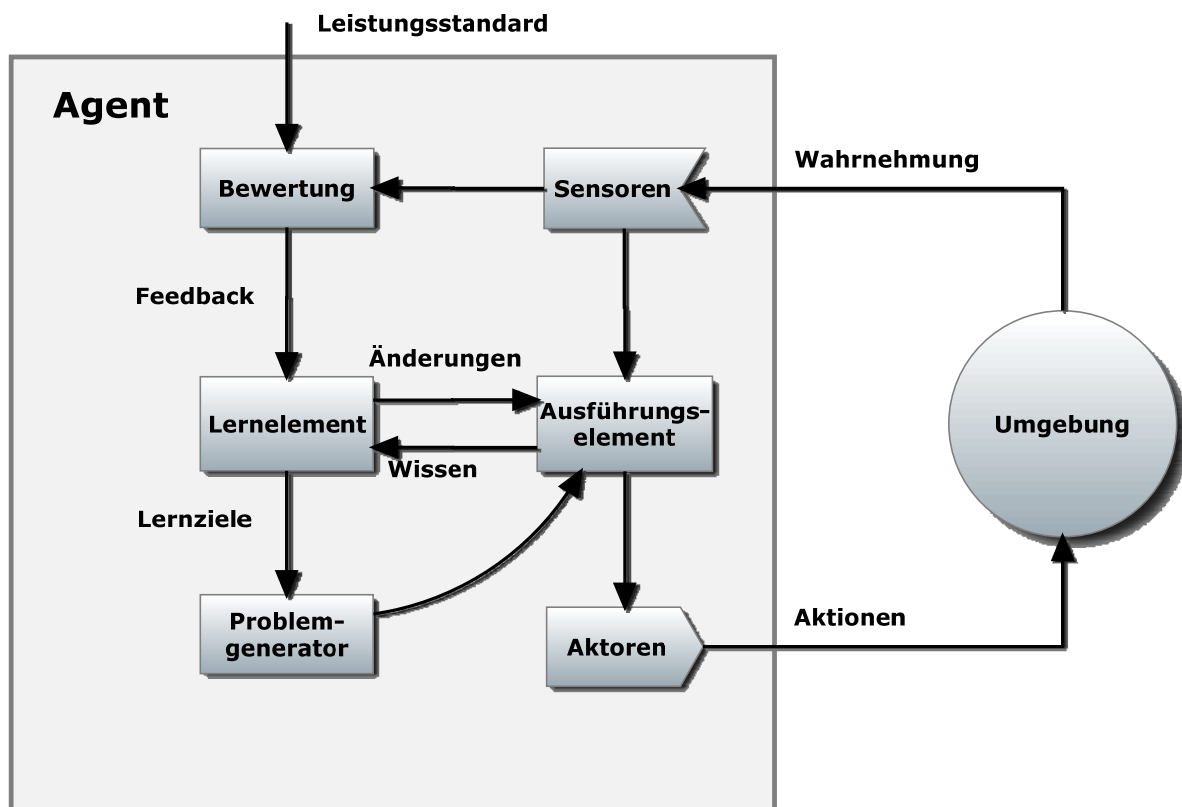 Leistungsstandard
Agent
Bewertung
Sensoren
Wahrnehmung
Feedback
Änderungen
Lernelement
Ausführungs-
element
Umgebung
Wissen
Lernziele
Problem-
generator
Aktoren
Aktionen